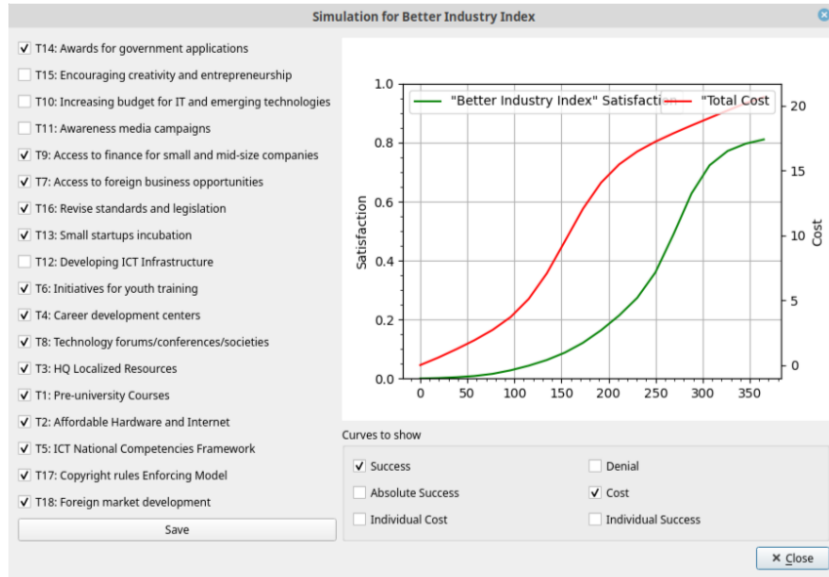 Simulation for Better Industry Index
T14: Awards for government applications
T15: Encouraging creativity and entrepreneurship
T10: Increasing budget for IT and emerging technologies
T11: Awareness media campaigns
T9: Access to finance for small and mid-size companies
T7: Access to foreign business opportunities
T16: Revise standards and legislation
T13: Small startups incubation
T12: Developing ICT Infrastructure
T6: Initiatives for youth training
T4: Career development centers
T8: Technology forums/conferences/societies
T3: HQ Localized Resources
T1: Pre-university Courses
T2: Affordable Hardware and Internet
T5: ICT National Competencies Framework
T17: Copyright rules Enforcing Model
T18: Foreign market development
Save
"Better Industry Index" Satisfaction
"Total Cost
Satisfaction
1.0
0.8
0.6
0.4
0.2
0.0
0 50 100 150 200 250 300 350
20
15
10
5
0
Cost
Curves to show
Success
Denial
Absolute Success
Cost
Individual Cost
Individual Success
Close